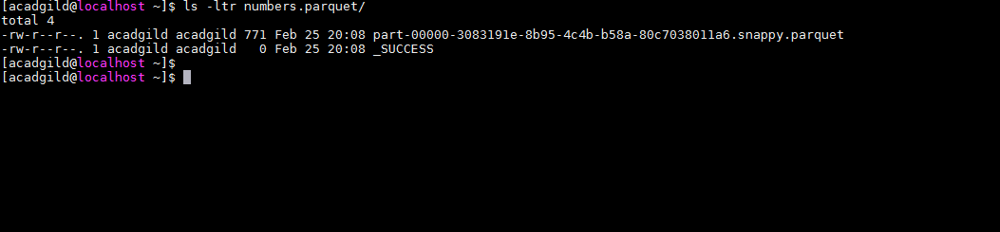 [acadgild@localhost ~]$ ls -ltr numbers.parquet/
total 4
-rw-r--r--. 1 acadgild acadgild 771 Feb 25 20:08 part-00000-3083191e-8b95-4c4b-b58a-80c7038011a6.snappy.parquet
-rw-r--r--. 1 acadgild acadgild   0 Feb 25 20:08 _SUCCESS
[acadgild@localhost ~]$
[acadgild@localhost ~]$